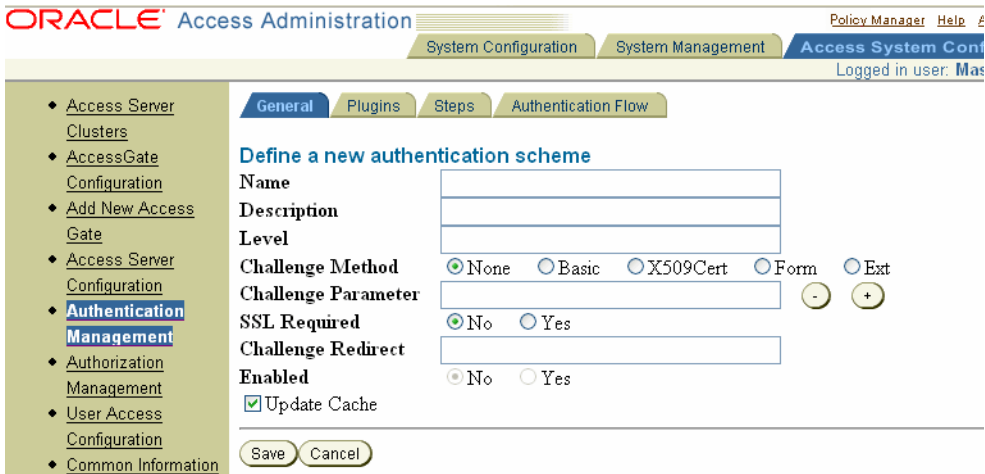 ORACLE Access Administration
Policy Manager Help
System Configuration System Management Access System Conf
Logged in user: Mas
Access Server
Clusters
AccessGate
Configuration
Add New Access
Gate
Access Server
Configuration
Authentication
Management
Authorization
Management
User Access
Configuration
Common Information
General Plugins Steps Authentication Flow
Define a new authentication scheme
Name
Description
Level
Challenge Method None Basic X509Cert Form Ext
Challenge Parameter - +
SSL Required No Yes
Challenge Redirect
Enabled No Yes
Update Cache
Save Cancel